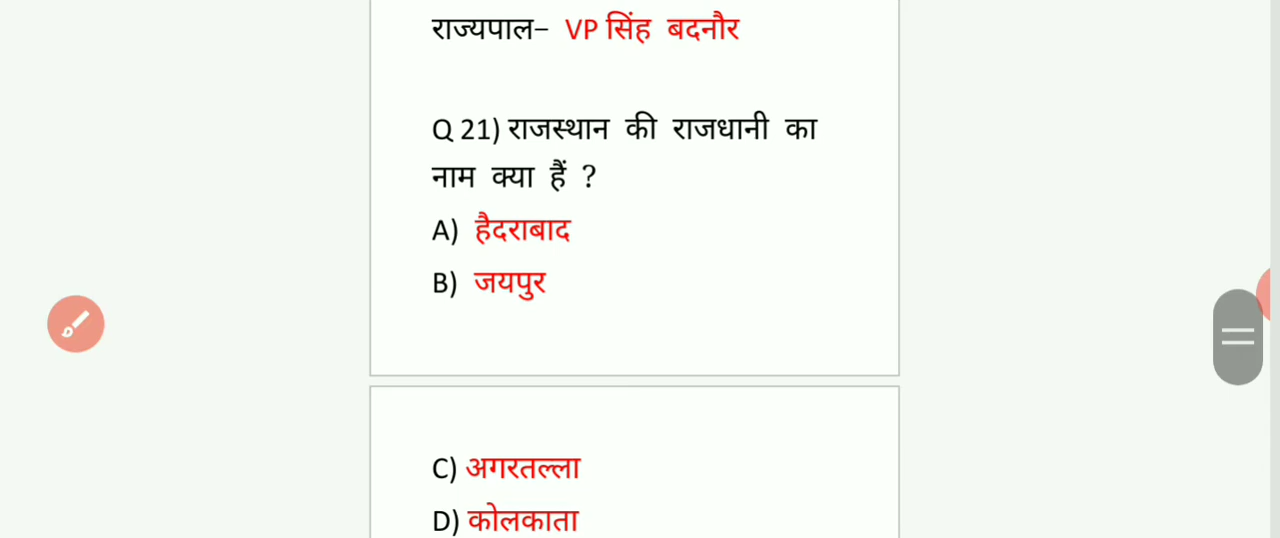 राज्यपाल– VP सिंह बदनौर
Q 21) राजस्थान की राजधानी का
नाम क्या हैं ?
A) हैदराबाद
B) जयपुर
C) अगरतल्ला
D) कोलकाता